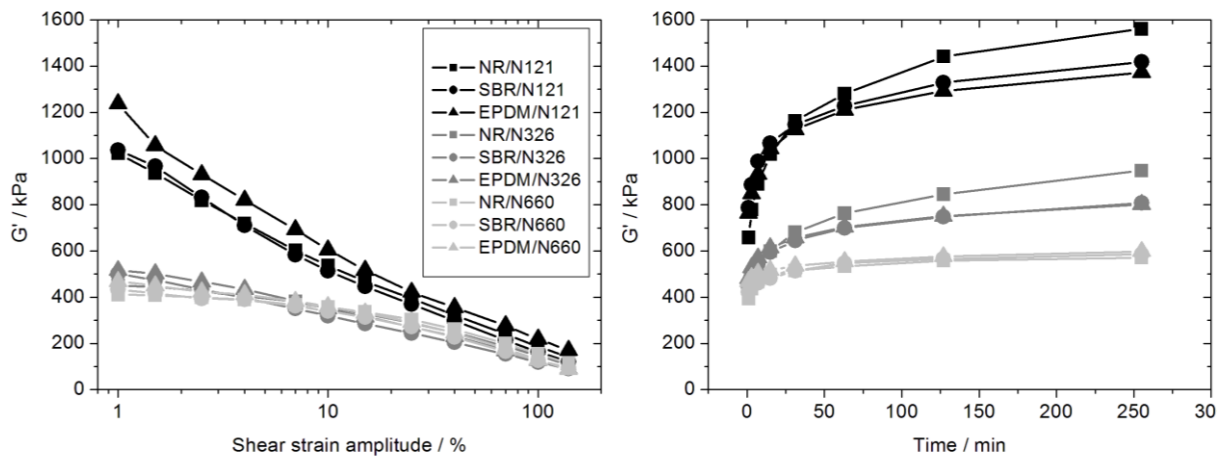 1600
1400
1200
1000
800
600
400
200
0
G' / kPa
1
10
100
Shear strain amplitude / %
NR/N121
SBR/N121
EPDM/N121
NR/N326
SBR/N326
EPDM/N326
NR/N660
SBR/N660
EPDM/N660
1600
1400
1200
1000
800
600
400
200
0
G' / kPa
0
50
100
150
200
250
30
Time / min